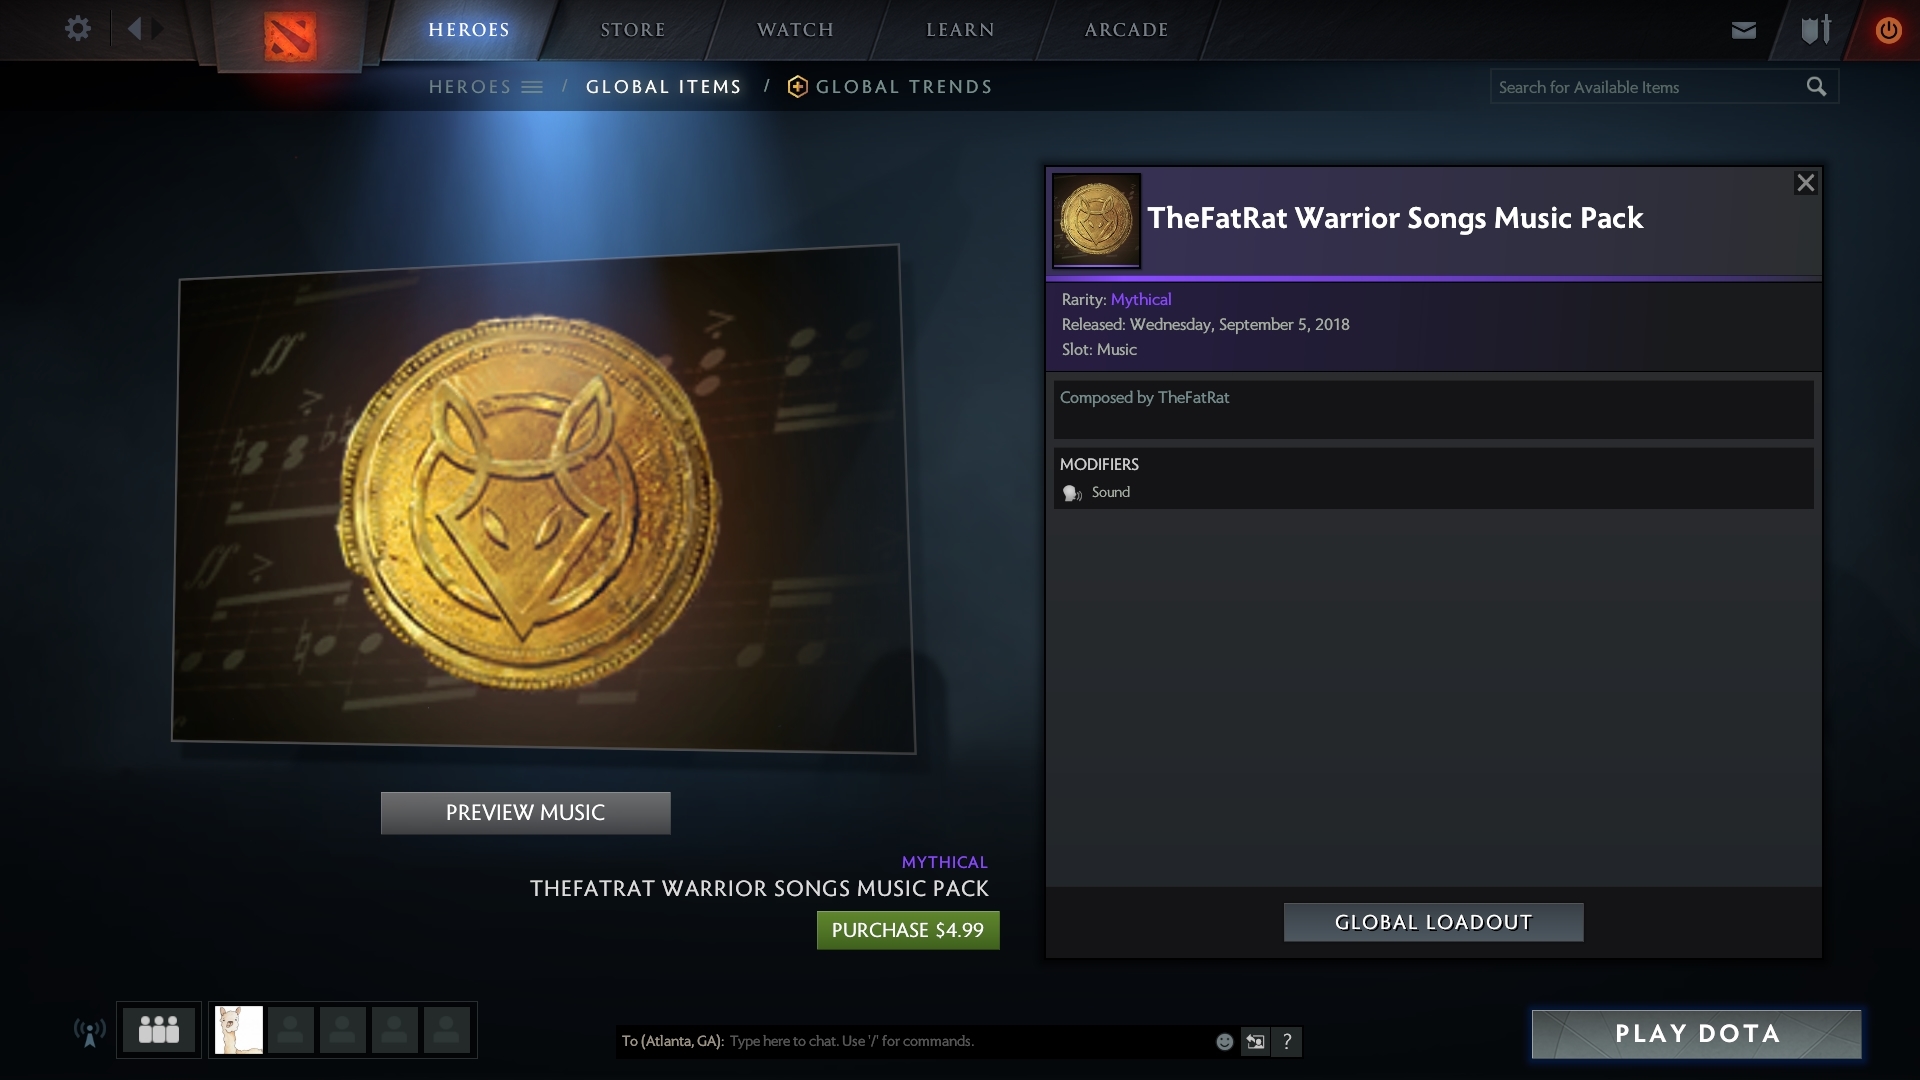 HEROES
STORE
WATCH
LEARN
ARCADE
HEROES / GLOBAL ITEMS / GLOBAL TRENDS
Search for Available Items
TheFatRat Warrior Songs Music Pack
Rarity: Mythical
Released: Wednesday, September 5, 2018
Slot: Music
Composed by TheFatRat
MODIFIERS
Sound
PREVIEW MUSIC
MYTHICAL
THEFATRAT WARRIOR SONGS MUSIC PACK
PURCHASE $4.99
GLOBAL LOADOUT
To (Atlanta, GA): Type here to chat. Use '/' for commands.
?
PLAY DOTA